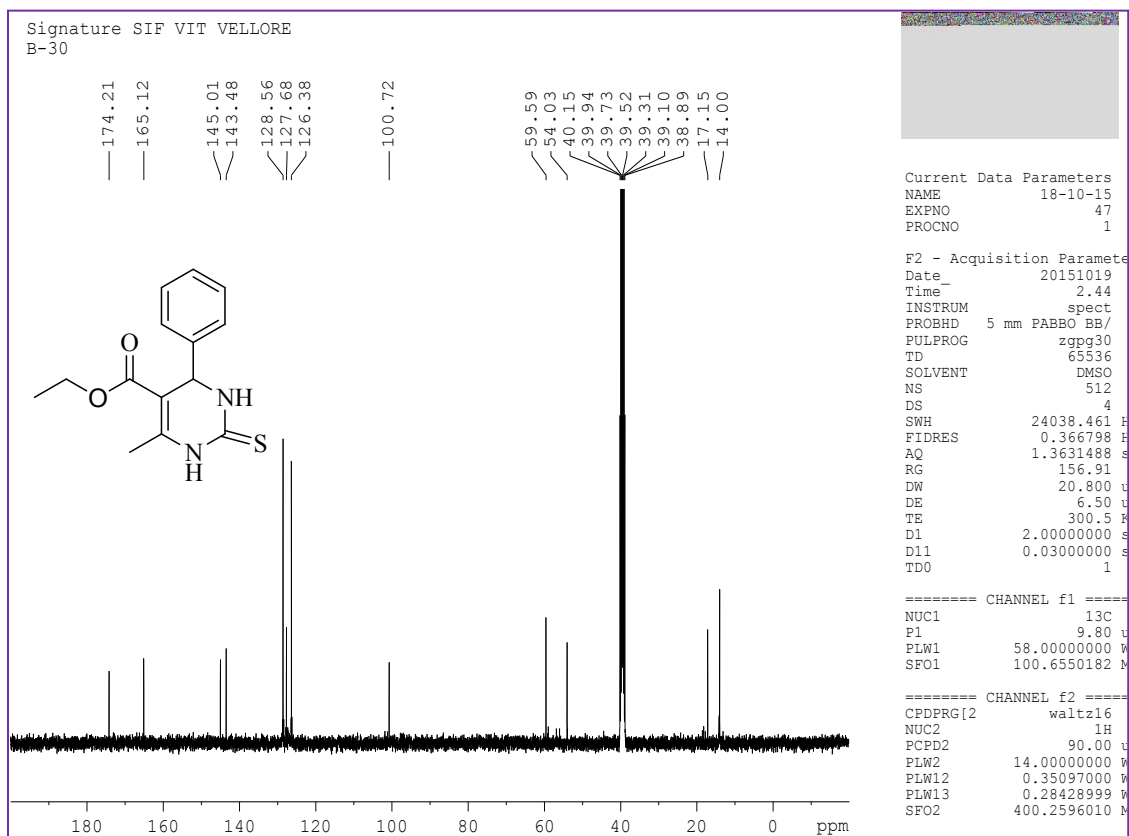 Signature SIF VIT VELLORE
B-30
174.21
165.12
145.01
143.48
128.56
127.68
126.38
100.72
59.59
54.03
40.15
39.94
39.73
39.52
39.31
39.10
38.89
17.15
14.00
O
O
NH
N
H
S
180 160 140 120 100 80 60 40 20 0 ppm
Current Data Parameters
NAME 18-10-15
EXPNO 47
PROCNO 1
F2 - Acquisition Paramete
Date_ 20151019
Time 2.44
INSTRUM spect
PROBHD 5 mm PABBO BB/
PULPROG zgpg30
TD 65536
SOLVENT DMSO
NS 512
DS 4
SWH 24038.461 H
FIDRES 0.366798 H
AQ 1.3631488 s
RG 156.91
DW 20.800 u
DE 6.50 u
TE 300.5 K
D1 2.00000000 s
D11 0.03000000 s
TD0 1
======== CHANNEL f1 =====
NUC1 13C
P1 9.80 u
PLW1 58.00000000 W
SFO1 100.6550182 M
======== CHANNEL f2 =====
CPDPRG[2 waltz16
NUC2 1H
PCPD2 90.00 u
PLW2 14.00000000 W
PLW12 0.35097000 W
PLW13 0.28428999 W
SFO2 400.2596010 M